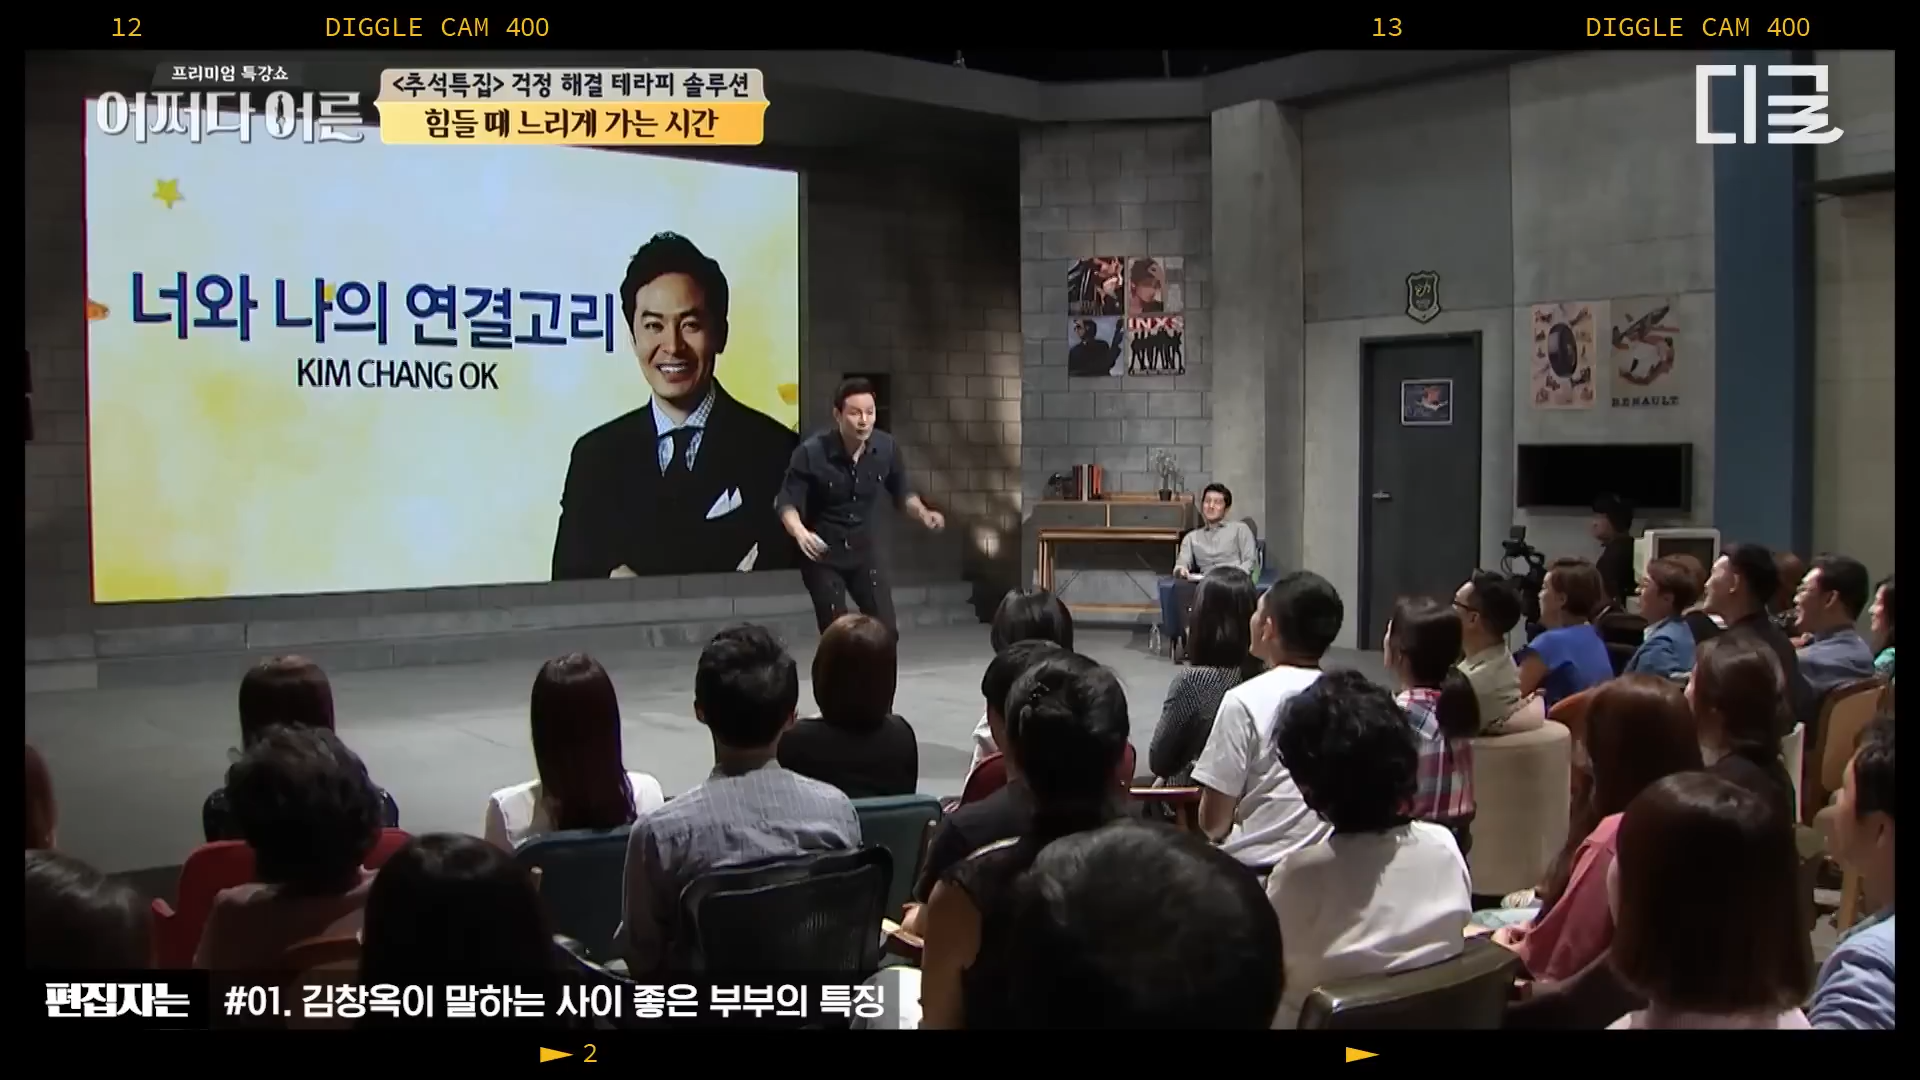 12 DIGGLE CAM 400 13 DIGGLE CAM 400
프리미엄 특강쇼
어쩌다 어른
<추석특집> 걱정 해결 테라피 솔루션
힘들 때 느리게 가는 시간
디글
너와 나의 연결고리
KIM CHANG OK
INXS
RENAULT
편집자는
#01. 김창옥이 말하는 사이 좋은 부부의 특징
2